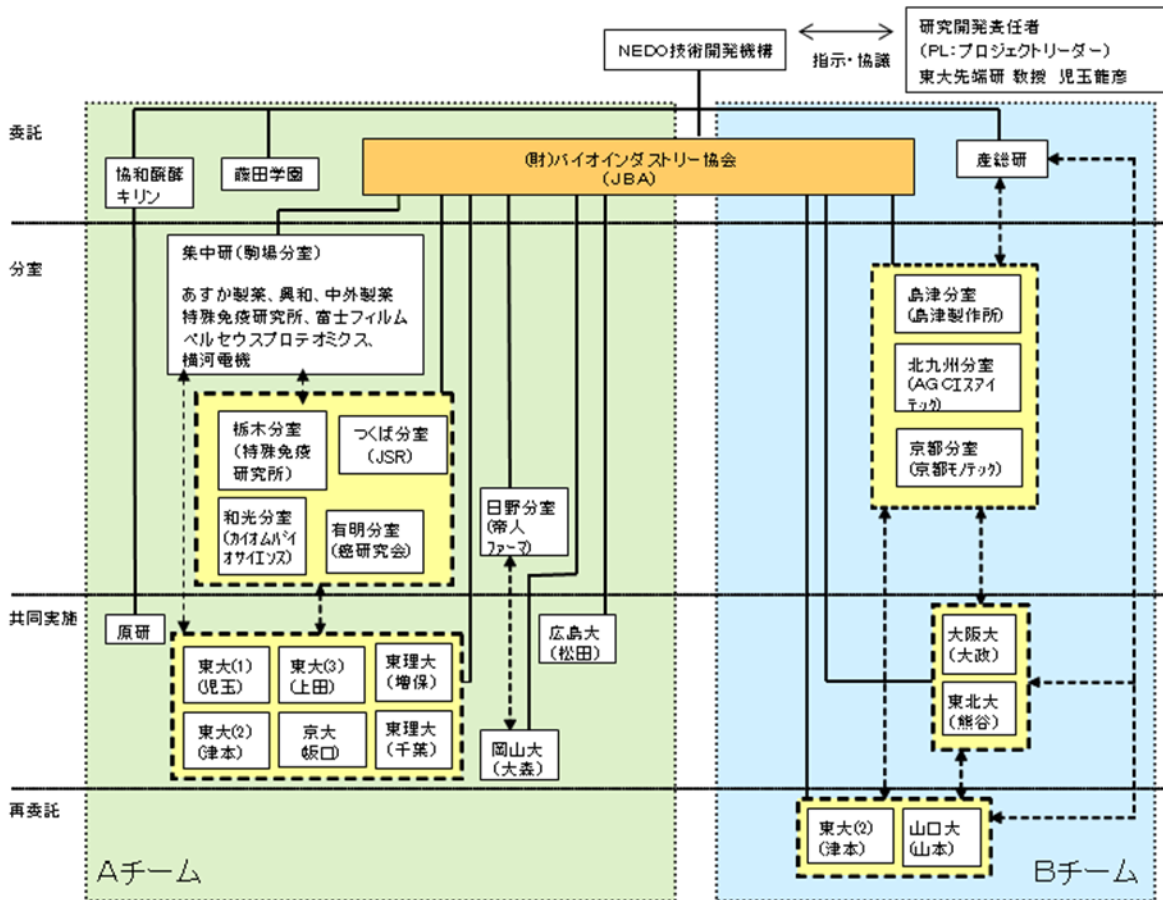 NEDO技術開発機構
指示・協議
研究開発責任者
(PL:プロジェクトリーダー)
東大先端研 教授 児玉龍彦
委託
協和醗酵
キリン
藤田学園
(財)バイオインダストリー協会
(JBA)
産総研
分室
集中研(駒場分室)
あすか製薬、興和、中外製薬
特殊免疫研究所、富士フィルム
ペルセウスプロテオミクス、
横河電機
栃木分室
(特殊免疫
研究所)
つくば分室
(JSR)
和光分室
(カイオムバイ
オサイエンス)
有明分室
(癌研究会)
日野分室
(帝人
ファーマ)
島津分室
(島津製作所)
北九州分室
(AGCエスアイ
テック)
京都分室
(京都モノテック)
共同実施
原研
東大(1)
(児玉)
東大(3)
(上田)
東理大
(増保)
東大(2)
(津本)
京大
(坂口)
東理大
(千葉)
岡山大
(大森)
広島大
(松田)
大阪大
(大政)
東北大
(熊谷)
再委託
東大(2)
(津本)
山口大
(山本)
Aチーム
Bチーム